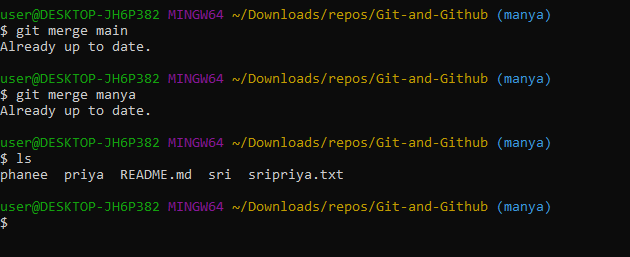 user@DESKTOP-JH6P382 MINGW64 ~/Downloads/repos/Git-and-Github (manya)
$ git merge main
Already up to date.
user@DESKTOP-JH6P382 MINGW64 ~/Downloads/repos/Git-and-Github (manya)
$ git merge manya
Already up to date.
user@DESKTOP-JH6P382 MINGW64 ~/Downloads/repos/Git-and-Github (manya)
$ ls
phanee  priya  README.md  sri  sripriya.txt
user@DESKTOP-JH6P382 MINGW64 ~/Downloads/repos/Git-and-Github (manya)
$